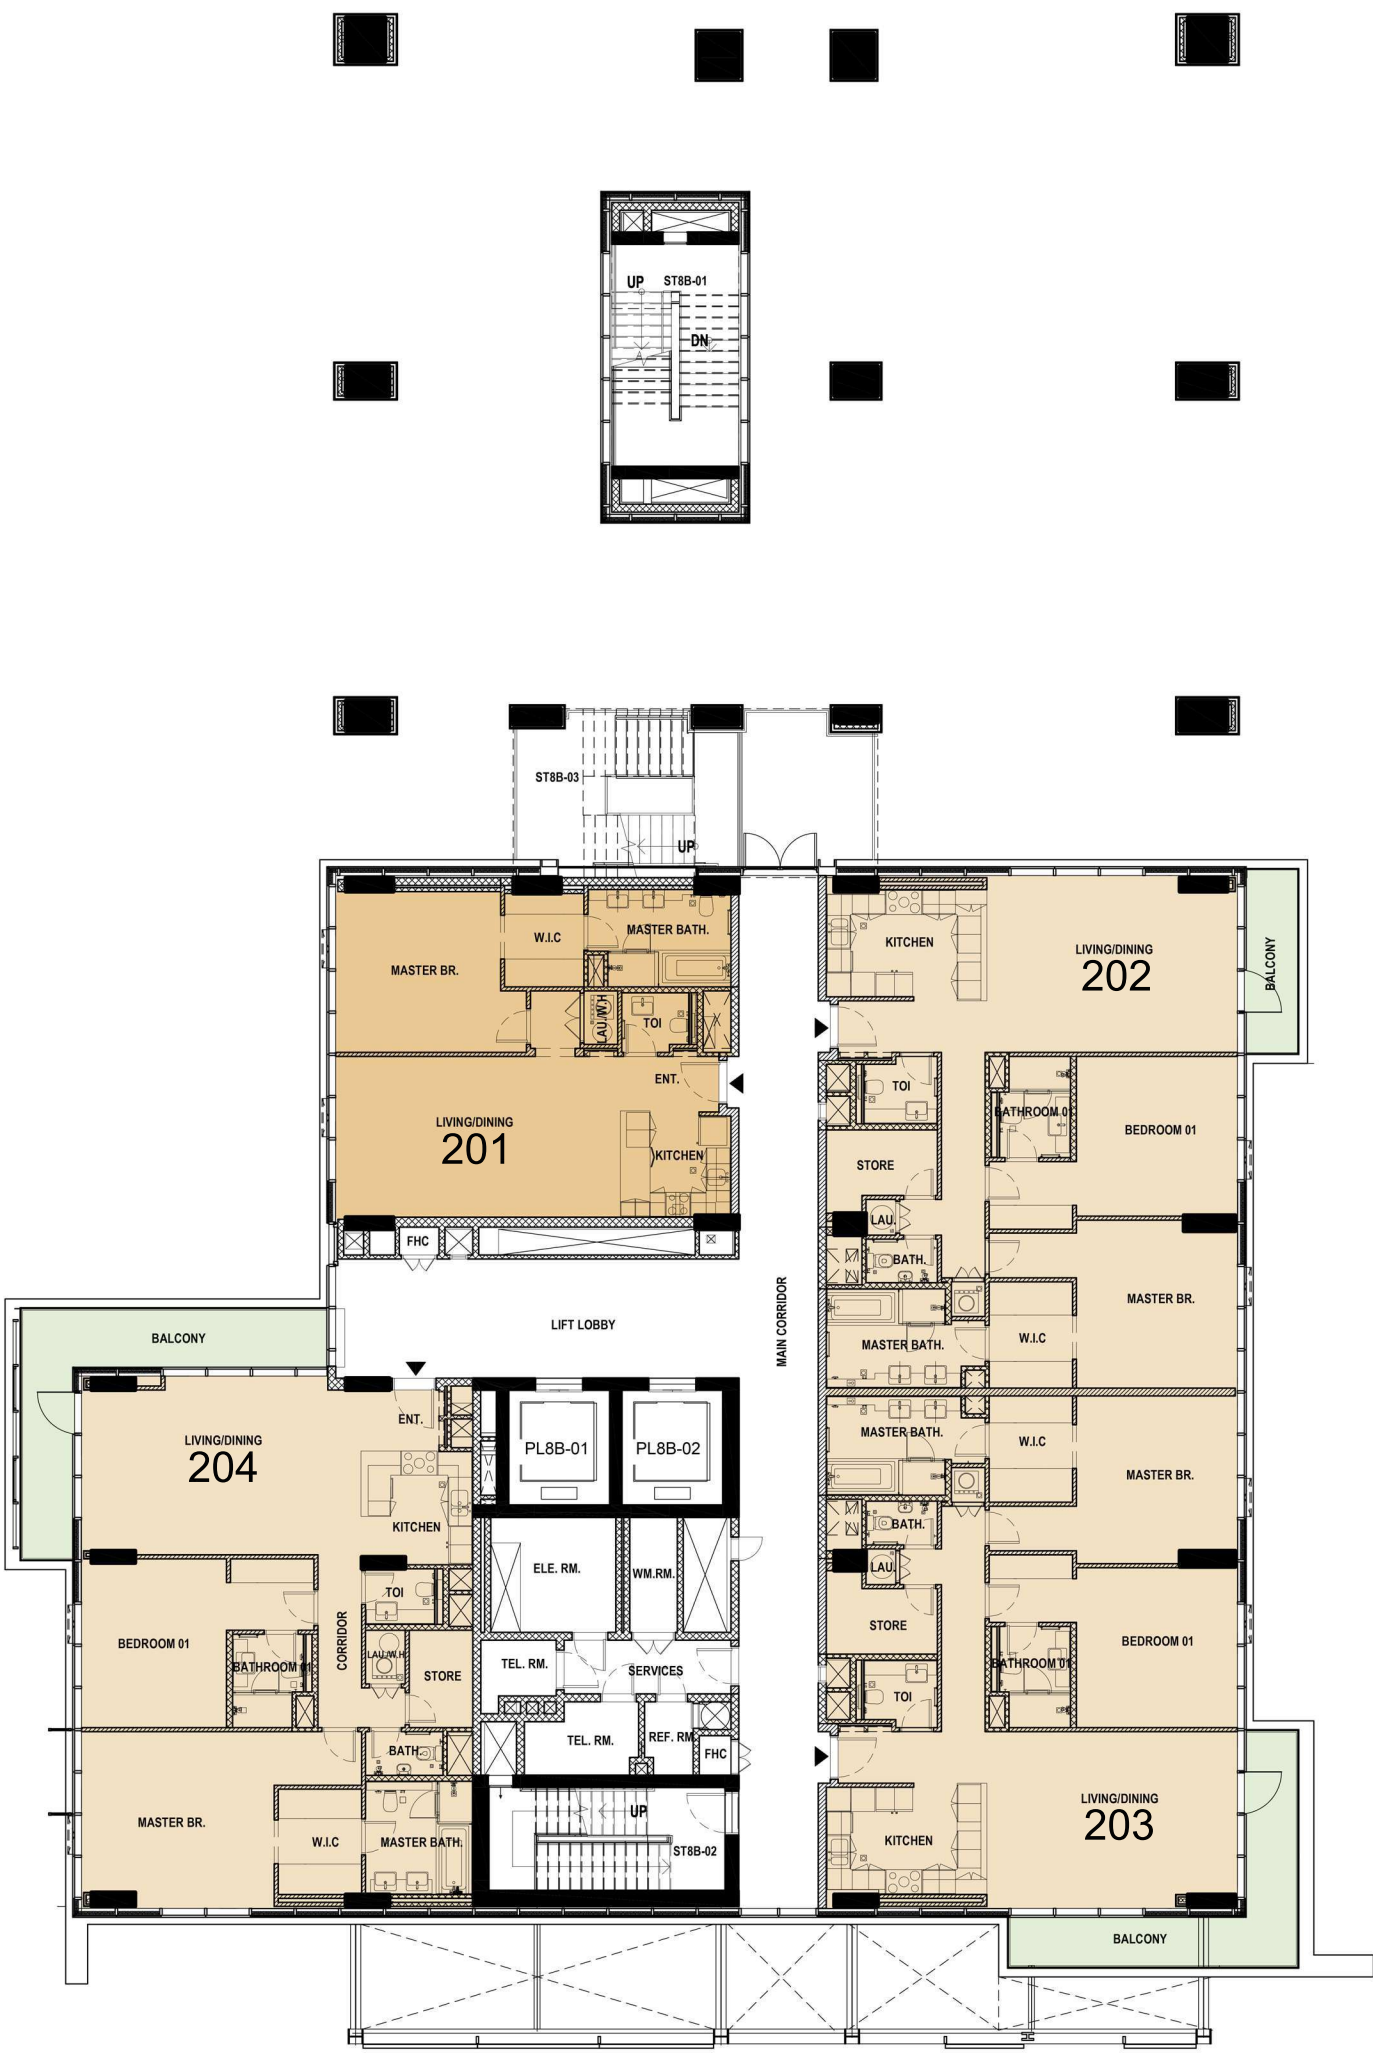 UP
ST8B-01
DN
ST8B-03
UP
MASTER BR.
W.I.C
MASTER BATH.
LAU./W.H
TOI
ENT.
LIVING/DINING
201
KITCHEN
FHC
KITCHEN
LIVING/DINING
202
BALCONY
TOI
BATHROOM 01
BEDROOM 01
STORE
LAU.
BATH.
MASTER BR.
MASTER BATH.
W.I.C
LIFT LOBBY
MAIN CORRIDOR
BALCONY
ENT.
LIVING/DINING
204
KITCHEN
PL8B-01
PL8B-02
MASTER BATH.
W.I.C
MASTER BR.
BATH.
LAU.
STORE
BATHROOM 01
BEDROOM 01
TOI
ELE. RM.
WM.RM.
TOI
BEDROOM 01
BATHROOM 01
CORRIDOR
LAU./W.H
STORE
TEL. RM.
SERVICES
TEL. RM.
REF. RM.
FHC
BATH.
MASTER BR.
W.I.C
MASTER BATH.
UP
ST8B-02
LIVING/DINING
203
KITCHEN
BALCONY